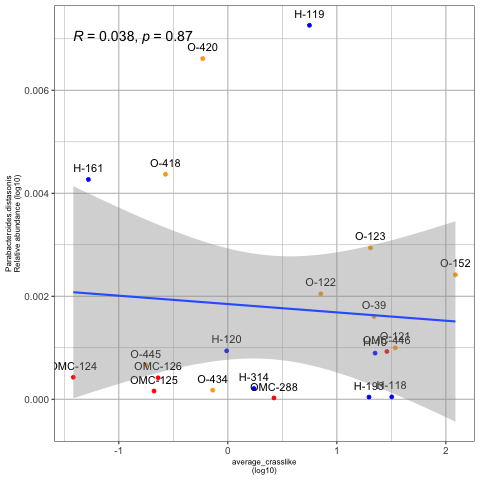 H-119
R = 0.038, p = 0.87
O-420
0.006
O-418
H-161
0.004
O-123
O-152
O-122
0.002
O-39
O-121
OMC-446
H-120
O-445
OMC-124
OMC-126
H-314
OMC-125
O-434
OMC-288
H-193
H-118
0.000
-1
0
1
2
average_crasslike
(log10)
Parabacteroides.distasonis
Relative abundance (log10)